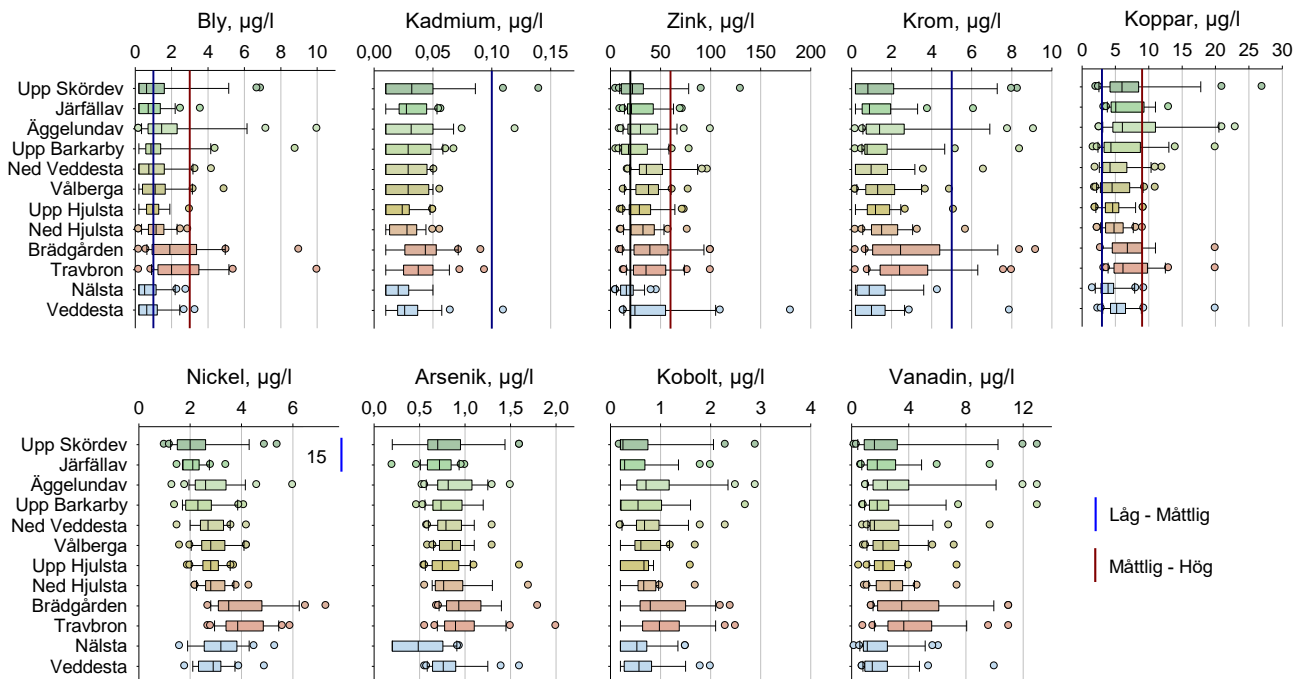 Bly, µg/l Kadmium, µg/l Zink, µg/l Krom, µg/l Koppar, µg/l
0 2 4 6 8 10 0,00 0,05 0,10 0,15 0 50 100 150 200 0 2 4 6 8 10 0 5 10 15 20 25 30
Upp Skördev
Järfällav
Äggelundav
Upp Barkarby
Ned Veddesta
Vålberga
Upp Hjulsta
Ned Hjulsta
Brädgården
Travbron
Nälsta
Veddesta
Nickel, µg/l Arsenik, µg/l Kobolt, µg/l Vanadin, µg/l
0 2 4 6 0,0 0,5 1,0 1,5 2,0 0 1 2 3 4 0 4 8 12
Upp Skördev
15
Järfällav
Äggelundav
Upp Barkarby
Ned Veddesta
Vålberga
Upp Hjulsta
Ned Hjulsta
Brädgården
Travbron
Nälsta
Veddesta
Låg - Måttlig
Måttlig - Hög